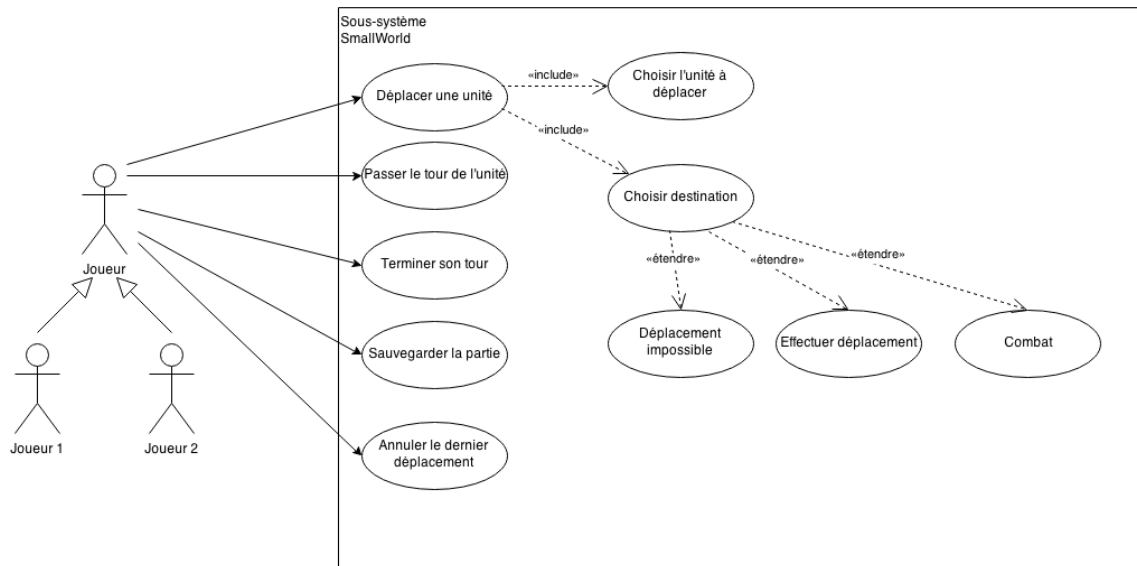 Sous-système
SmallWorld
Déplacer une unité
«include»
Choisir l'unité à
déplacer
«include»
Passer le tour de l'unité
Choisir destination
Joueur
Terminer son tour
«étendre»
«étendre»
«étendre»
Sauvegarder la partie
Déplacement
impossible
Effectuer déplacement
Combat
Joueur 1
Joueur 2
Annuler le dernier
déplacement